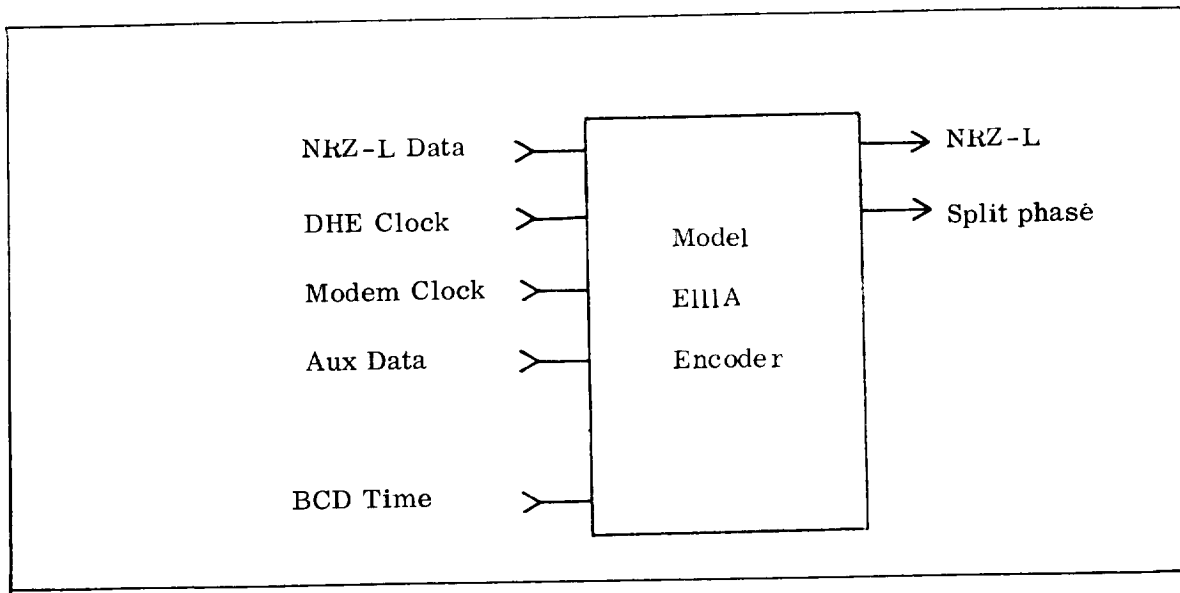 NRZ-L Data
DHE Clock
Modem Clock
Aux Data
BCD Time
Model
E111A
Encoder
NRZ-L
Split phase